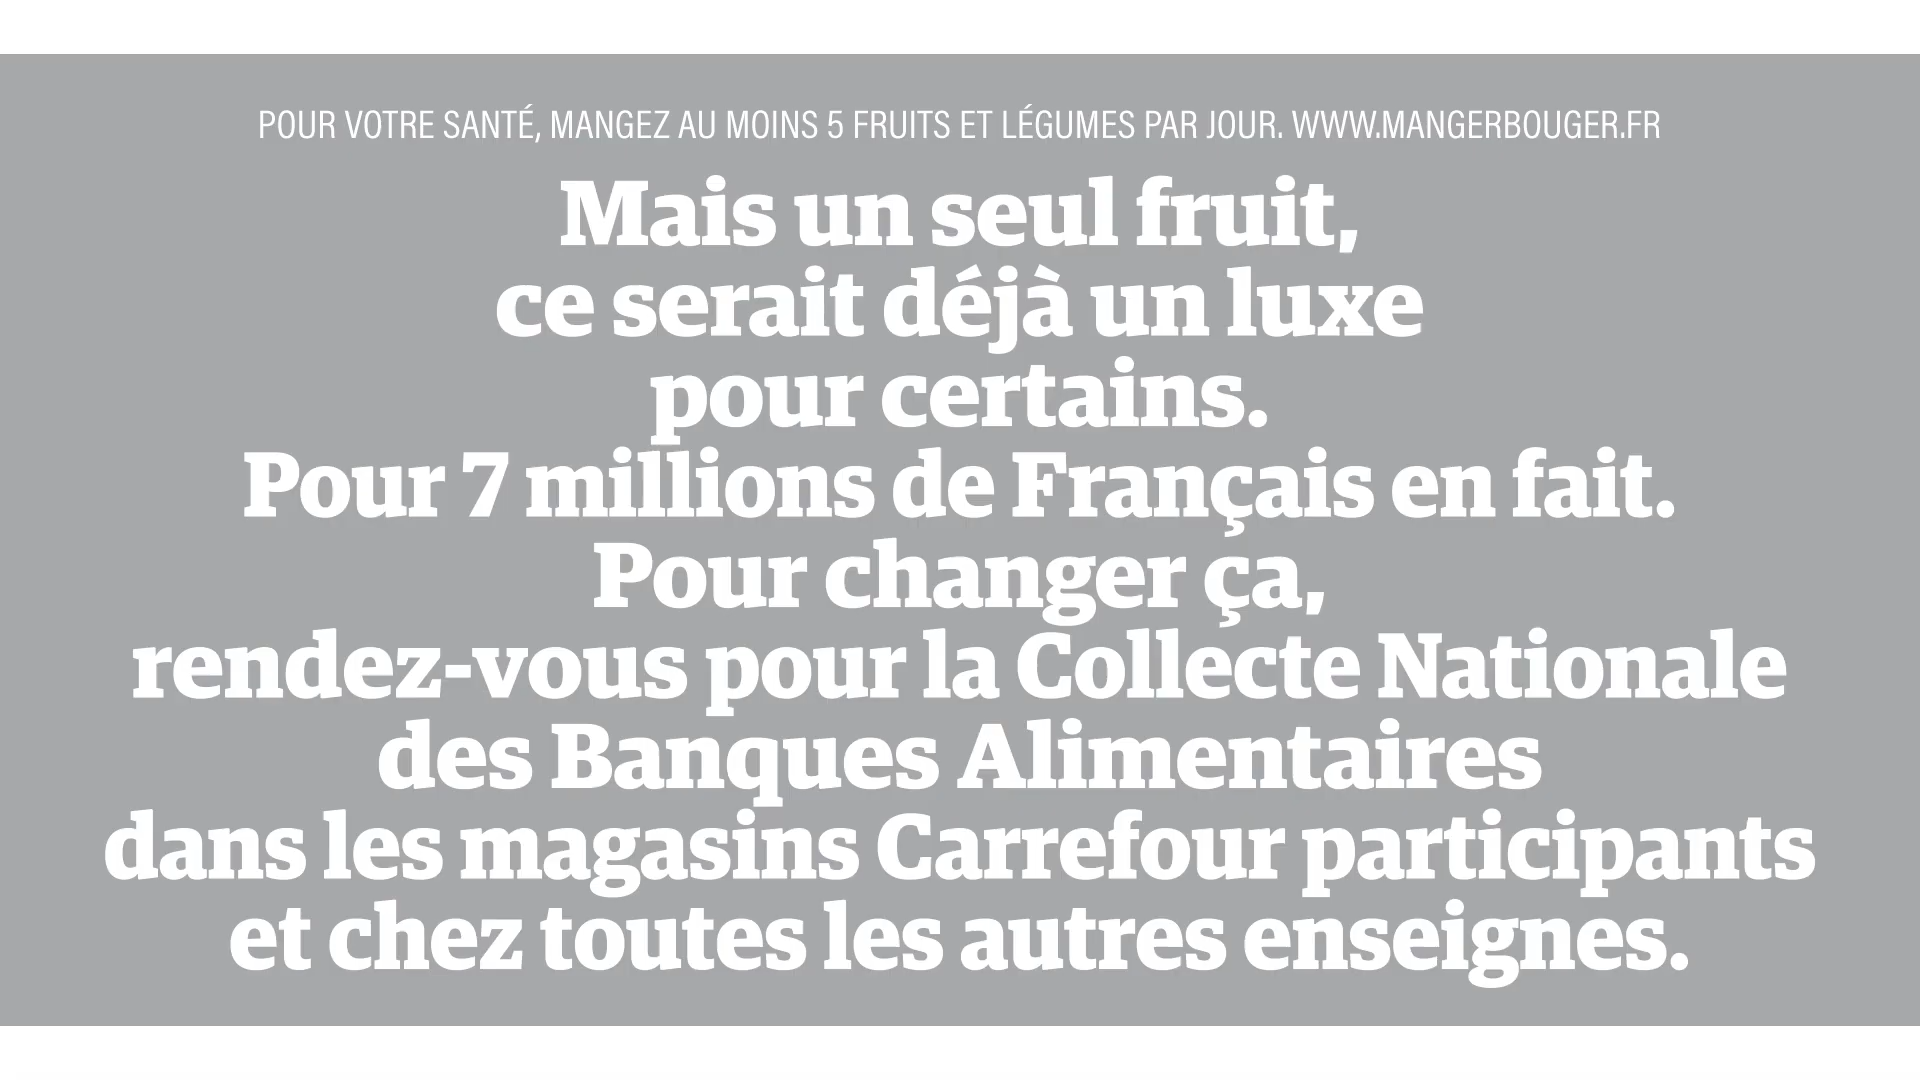 POUR VOTRE SANTÉ, MANGEZ AU MOINS 5 FRUITS ET LÉGUMES PAR JOUR. WWW.MANGERBOUGER.FR
Mais un seul fruit,
ce serait déjà un luxe
pour certains.
Pour 7 millions de Français en fait.
Pour changer ça,
rendez-vous pour la Collecte Nationale
des Banques Alimentaires
dans les magasins Carrefour participants
et chez toutes les autres enseignes.